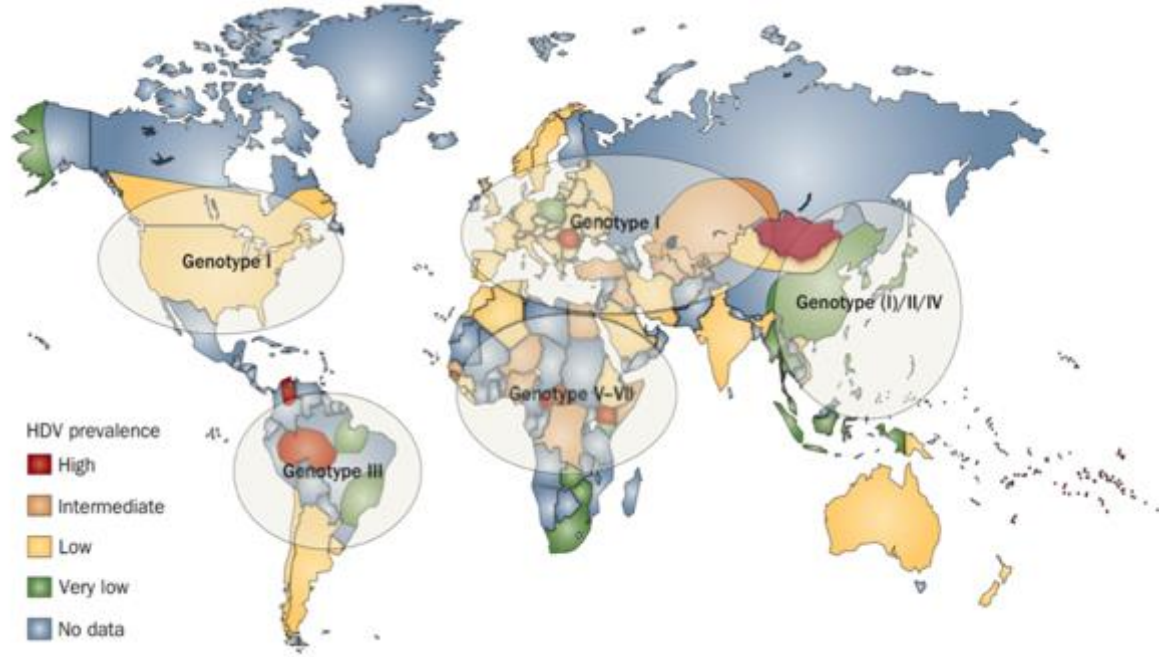 Genotype I
Genotype I
Genotype (I)/II/IV
Genotype V–VII
Genotype III
HDV prevalence
High
Intermediate
Low
Very low
No data